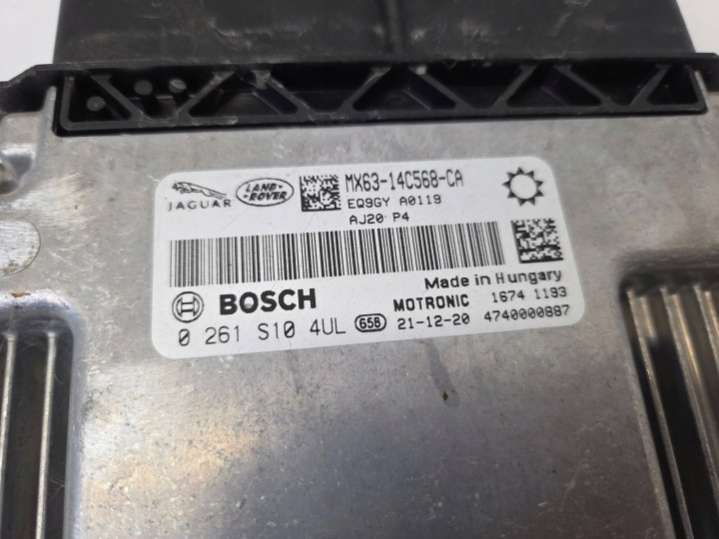 JAGUAR
LAND-
ROVER
MX63-14C568-CA
EQ9GY A0119
AJ20 P4
Made in Hungary
BOSCH
MOTRONIC 1674 1193
0 261 S10 4UL 658 21-12-20 4740000887